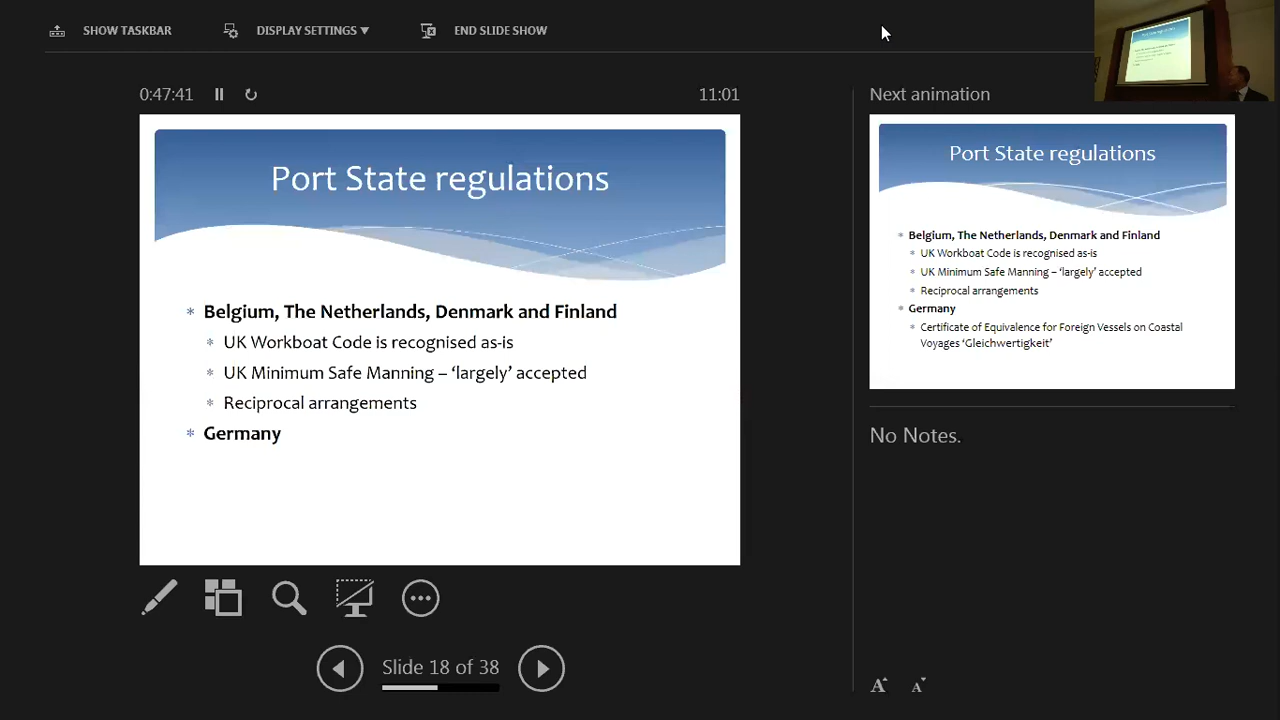 SHOW TASKBAR
DISPLAY SETTINGS
END SLIDE SHOW
0:47:41
11:01
Port State regulations
Belgium, The Netherlands, Denmark and Finland
UK Workboat Code is recognised as-is
UK Minimum Safe Manning – ‘largely’ accepted
Reciprocal arrangements
Germany
Slide 18 of 38
Next animation
Port State regulations
Belgium, The Netherlands, Denmark and Finland
UK Workboat Code is recognised as-is
UK Minimum Safe Manning – ‘largely’ accepted
Reciprocal arrangements
Germany
Certificate of Equivalence for Foreign Vessels on Coastal
Voyages ‘Gleichwertigkeit’
No Notes.
A
A